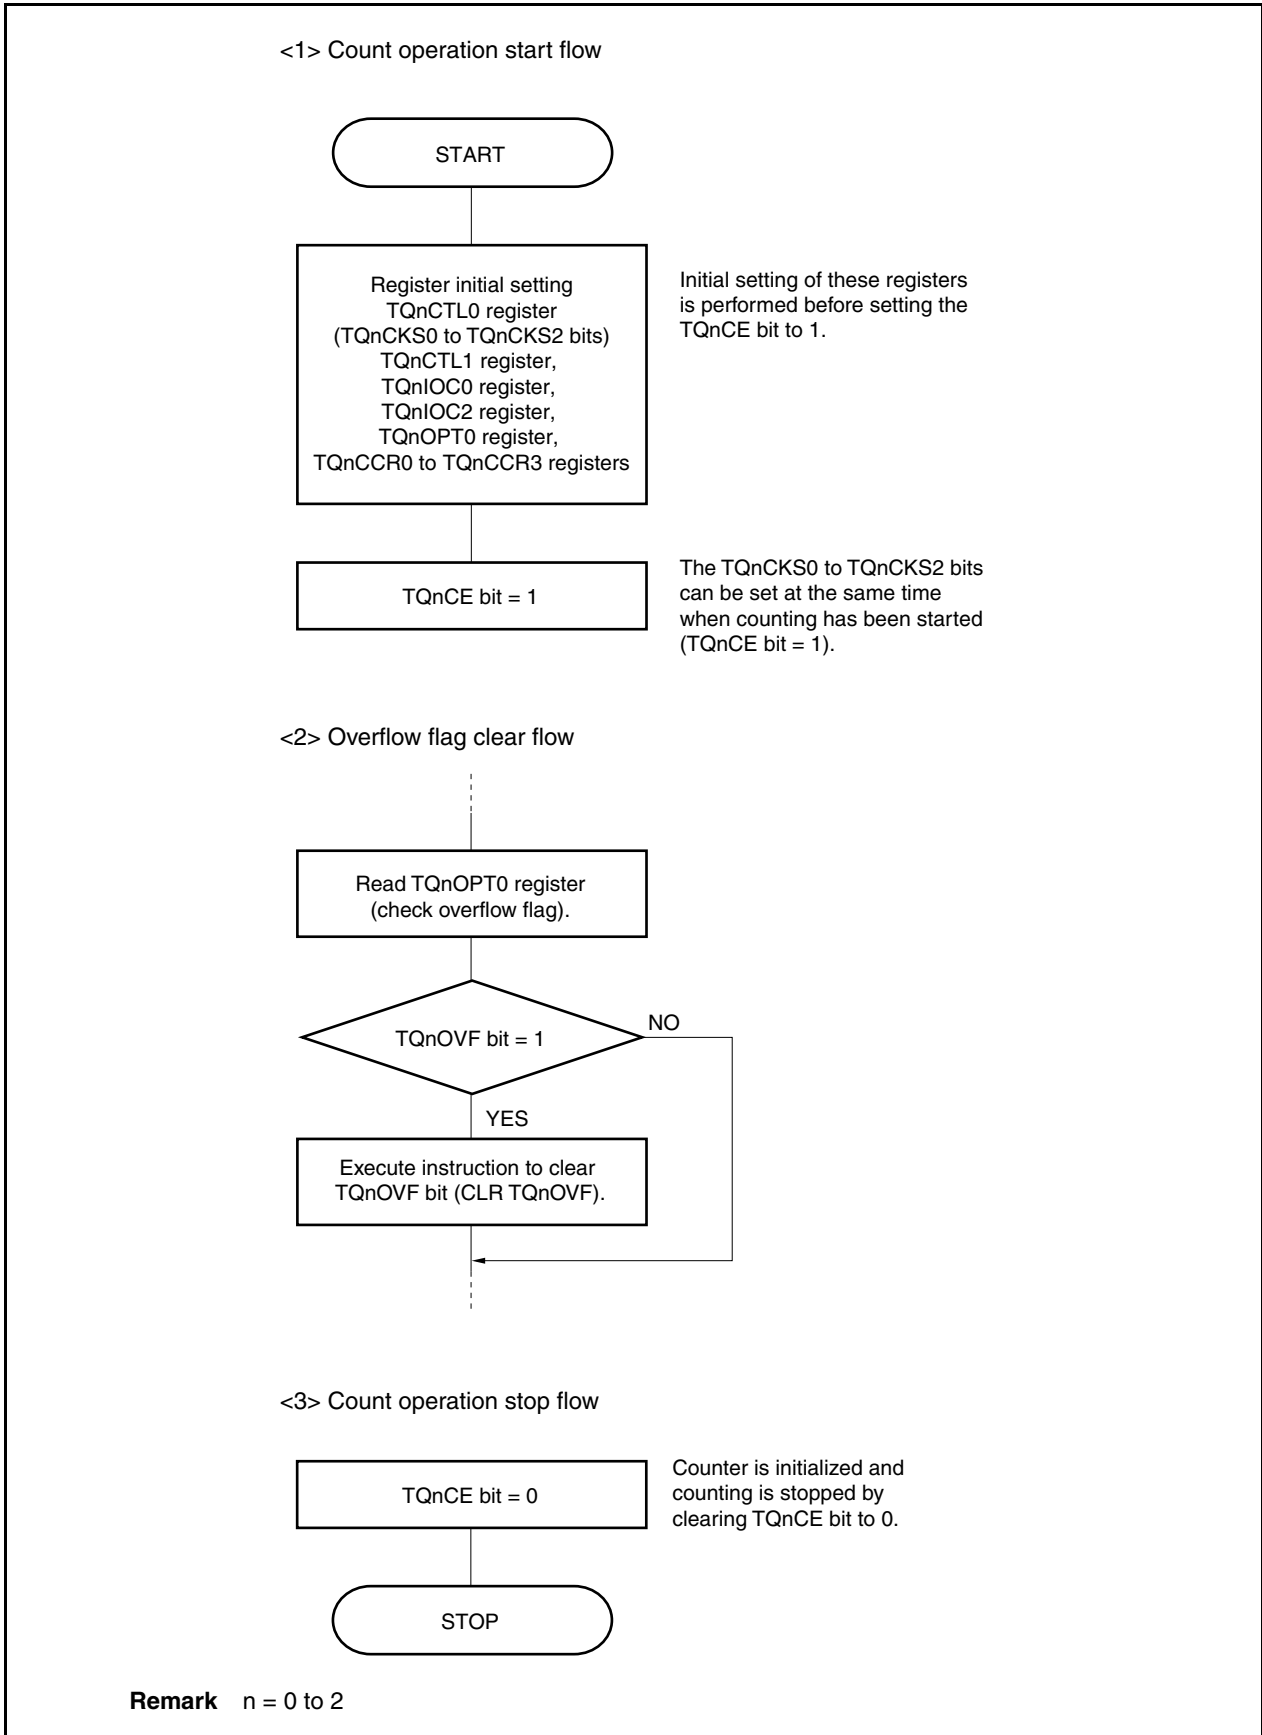 <1> Count operation start flow
START
Register initial setting
TQnCTL0 register
(TQnCKS0 to TQnCKS2 bits)
TQnCTL1 register,
TQnIOC0 register,
TQnIOC2 register,
TQnOPT0 register,
TQnCCR0 to TQnCCR3 registers
Initial setting of these registers
is performed before setting the
TQnCE bit to 1.
TQnCE bit = 1
The TQnCKS0 to TQnCKS2 bits
can be set at the same time
when counting has been started
(TQnCE bit = 1).
<2> Overflow flag clear flow
Read TQnOPT0 register
(check overflow flag).
TQnOVF bit = 1
NO
YES
Execute instruction to clear
TQnOVF bit (CLR TQnOVF).
<3> Count operation stop flow
TQnCE bit = 0
Counter is initialized and
counting is stopped by
clearing TQnCE bit to 0.
STOP
Remark n = 0 to 2